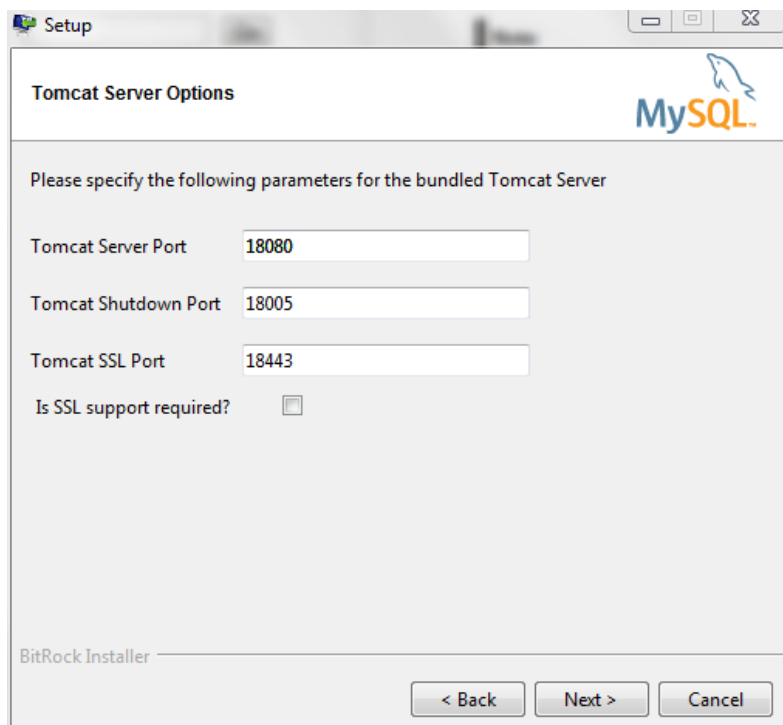 Setup
Tomcat Server Options
MySQL™
Please specify the following parameters for the bundled Tomcat Server
Tomcat Server Port 18080
Tomcat Shutdown Port 18005
Tomcat SSL Port 18443
Is SSL support required?
BitRock Installer
< Back Next > Cancel